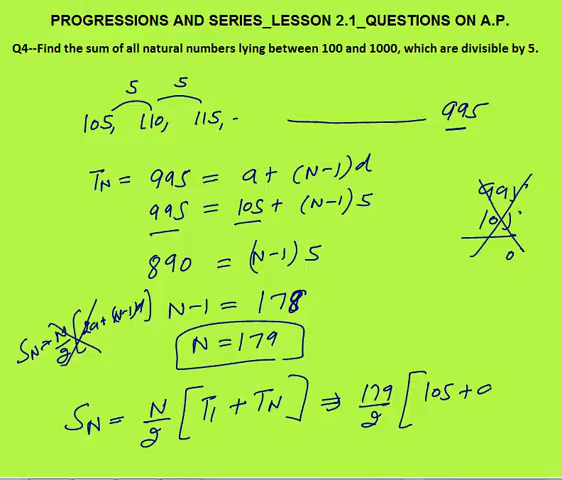 PROGRESSIONS AND SERIES_LESSON 2.1_QUESTIONS ON A.P.
Q4--Find the sum of all natural numbers lying between 100 and 1000, which are divisible by 5.
5 5
105, 110, 115, - 995
TN = 995 = a + (N-1)d
995 = 105 + (N-1) 5
890 = (N-1) 5
N-1 = 178
N = 179
SN = N/2 [T1 + TN] ⇒ 179/2 [105 +